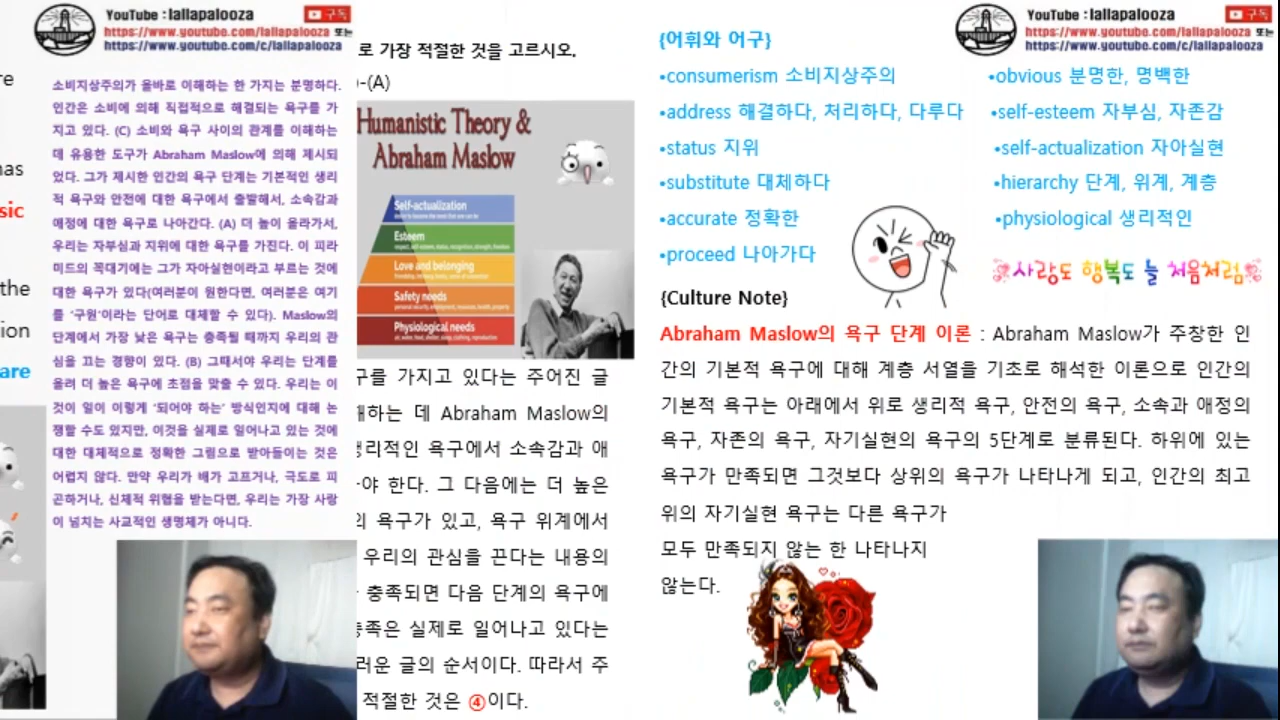 YouTube : lallapalooza
구독
https://www.youtube.com/lallapalooza 또는
https://www.youtube.com/c/lallapalooza
re
nas
sic
the
ion
are
소비지상주의가 올바로 이해하는 한 가지는 분명하다.
인간은 소비에 의해 직접적으로 해결되는 욕구를 가
지고 있다. (C) 소비와 욕구 사이의 관계를 이해하는
데 유용한 도구가 Abraham Maslow에 의해 제시되
었다. 그가 제시한 인간의 욕구 단계는 기본적인 생리
적 욕구와 안전에 대한 욕구에서 출발해서, 소속감과
애정에 대한 욕구로 나아간다. (A) 더 높이 올라가서,
우리는 자부심과 지위에 대한 욕구를 가진다. 이 피라
미드의 꼭대기에는 그가 자아실현이라고 부르는 것에
대한 욕구가 있다(여러분이 원한다면, 여러분은 여기
를 ‘구원’이라는 단어로 대체할 수 있다). Maslow의
단계에서 가장 낮은 욕구는 충족될 때까지 우리의 관
심을 끄는 경향이 있다. (B) 그때서야 우리는 단계를
올려 더 높은 욕구에 초점을 맞출 수 있다. 우리는 이
것이 일이 이렇게 ‘되어야 하는’ 방식인지에 대해 논
쟁할 수도 있지만, 이것을 실제로 일어나고 있는 것에
대한 대체적으로 정확한 그림으로 받아들이는 것은
어렵지 않다. 만약 우리가 배가 고프거나, 극도로 피
곤하거나, 신체적 위협을 받는다면, 우리는 가장 사랑
이 넘치는 사교적인 생명체가 아니다.
로 가장 적절한 것을 고르시오.
)-(A)
Humanistic Theory &
Abraham Maslow
Self-actualization
Esteem
Love and belonging
Safety needs
Physiological needs
구를 가지고 있다는 주어진 글
해하는 데 Abraham Maslow의
생리적인 욕구에서 소속감과 애
야 한다. 그 다음에는 더 높은
의 욕구가 있고, 욕구 위계에서
우리의 관심을 끈다는 내용의
충족되면 다음 단계의 욕구에
충족은 실제로 일어나고 있다는
러운 글의 순서이다. 따라서 주
적절한 것은 ④이다.
{어휘와 어구}
•consumerism 소비지상주의
•address 해결하다, 처리하다, 다루다
•status 지위
•substitute 대체하다
•accurate 정확한
•proceed 나아가다
YouTube : lallapalooza
구독
https://www.youtube.com/lallapalooza 또는
https://www.youtube.com/c/lallapalooza
•obvious 분명한, 명백한
•self-esteem 자부심, 자존감
•self-actualization 자아실현
•hierarchy 단계, 위계, 계층
•physiological 생리적인
사랑도 행복도 늘 처음처럼
{Culture Note}
Abraham Maslow의 욕구 단계 이론 : Abraham Maslow가 주창한 인
간의 기본적 욕구에 대해 계층 서열을 기초로 해석한 이론으로 인간의
기본적 욕구는 아래에서 위로 생리적 욕구, 안전의 욕구, 소속과 애정의
욕구, 자존의 욕구, 자기실현의 욕구의 5단계로 분류된다. 하위에 있는
욕구가 만족되면 그것보다 상위의 욕구가 나타나게 되고, 인간의 최고
위의 자기실현 욕구는 다른 욕구가
모두 만족되지 않는 한 나타나지
않는다.